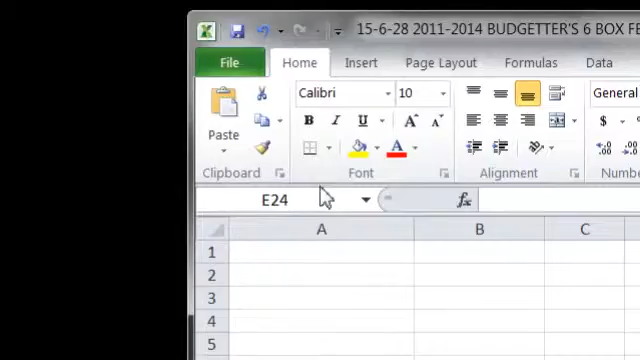 15-6-28 2011-2014 BUDGETTER'S 6 BOX FE
File Home Insert Page Layout Formulas Data
Calibri 10 General
B I U A A
Paste A $
Clipboard Font Alignment Numbe
E24 fx
A B C
1
2
3
4
5